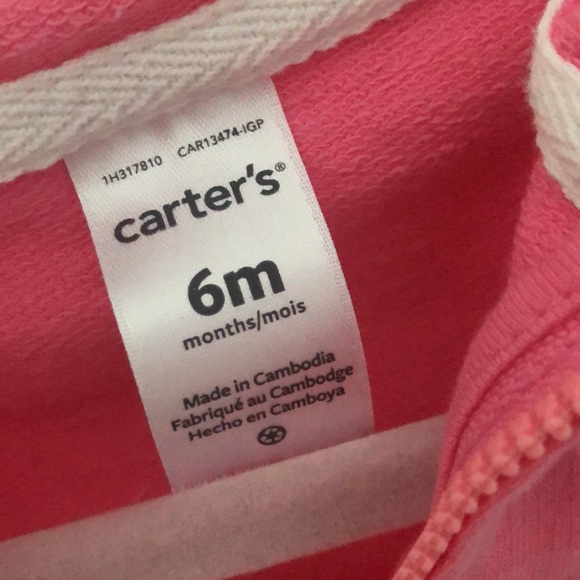 1H317810 CAR13474-IGP
carter's®
6m
months/mois
Made in Cambodia
Fabriqué au Cambodge
Hecho en Camboya